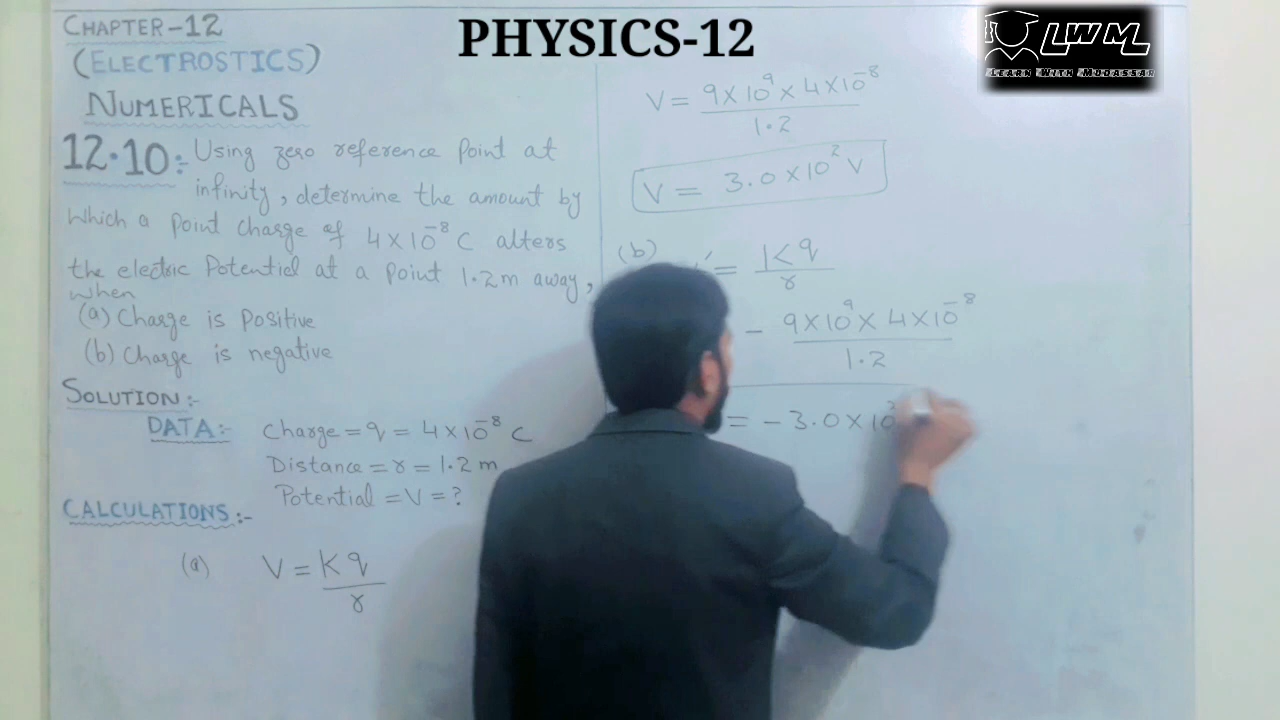 PHYSICS-12
LWML
LEARN WITH MODASSAR
CHAPTER-12
(ELECTROSTICS)
NUMERICALS
12.10:- Using zero reference Point at
infinity, determine the amount by
which a Point Charge of 4×10⁻⁸ C alters
the electric Potential at a Point 1.2m away,
when
(a) Charge is Positive
(b) Charge is negative
SOLUTION:-
DATA:- Charge = q = 4×10⁻⁸ C
Distance = r = 1.2 m
Potential = V = ?
CALCULATIONS:-
(a) V = Kq/r
V = 9×10⁹ × 4×10⁻⁸ / 1.2
V = 3.0×10² V
(b) ′ = Kq/r
- 9×10⁹ × 4×10⁻⁸ / 1.2
= -3.0×10²